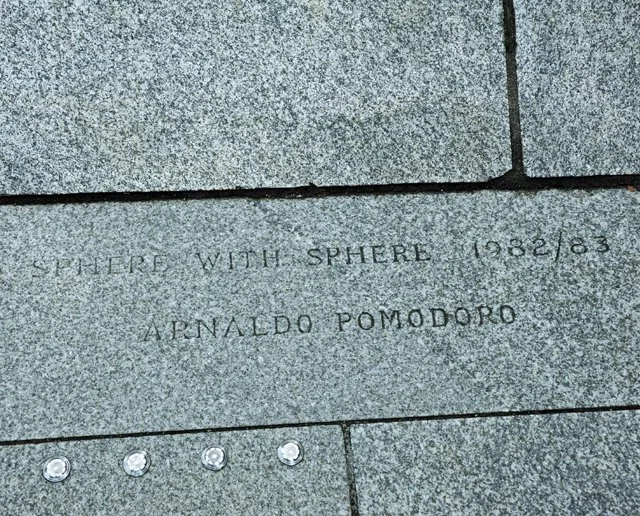 SPHERE WITH SPHERE 1982/83
ARNALDO POMODORO